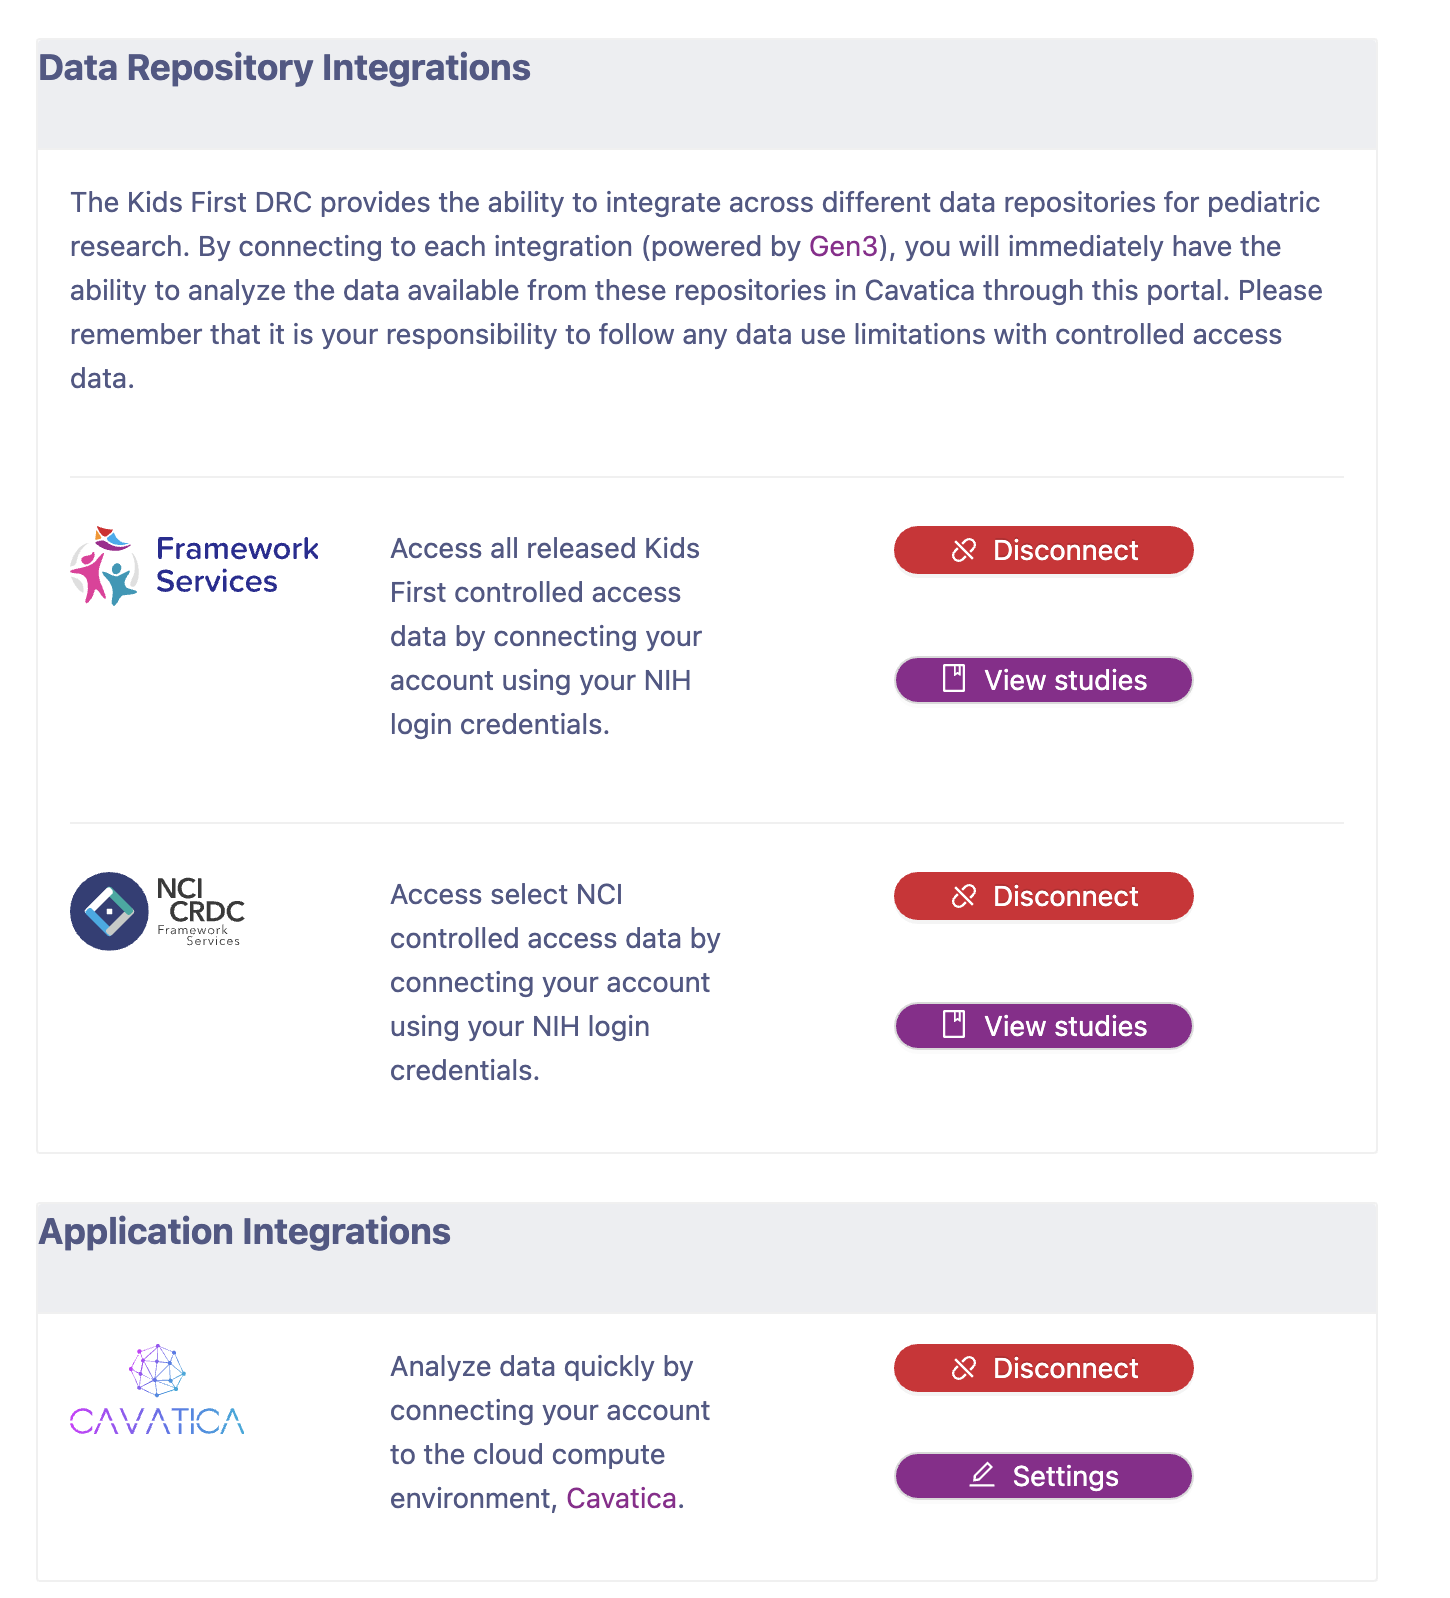 Data Repository Integrations
The Kids First DRC provides the ability to integrate across different data repositories for pediatric
research. By connecting to each integration (powered by Gen3), you will immediately have the
ability to analyze the data available from these repositories in Cavatica through this portal. Please
remember that it is your responsibility to follow any data use limitations with controlled access
data.
Framework
Services
Access all released Kids
First controlled access
data by connecting your
account using your NIH
login credentials.
Disconnect
View studies
NCI
CRDC
Framework
Services
Access select NCI
controlled access data by
connecting your account
using your NIH login
credentials.
Disconnect
View studies
Application Integrations
CAVATICA
Analyze data quickly by
connecting your account
to the cloud compute
environment, Cavatica.
Disconnect
Settings